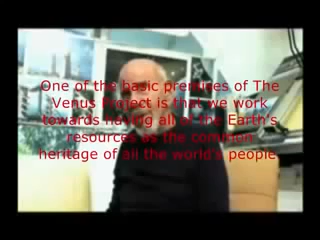 One of the basic premises of The
Venus Project is that we work
towards having all of the Earth's
resources as the common
heritage of all the world's people